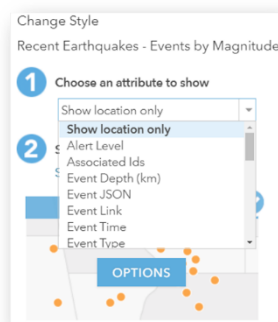 Change Style
Recent Earthquakes - Events by Magnitude
1 Choose an attribute to show
Show location only
Show location only
2
Alert Level
Associated Ids
Event Depth (km)
Event JSON
Event Link
Event Time
Event Type
OPTIONS